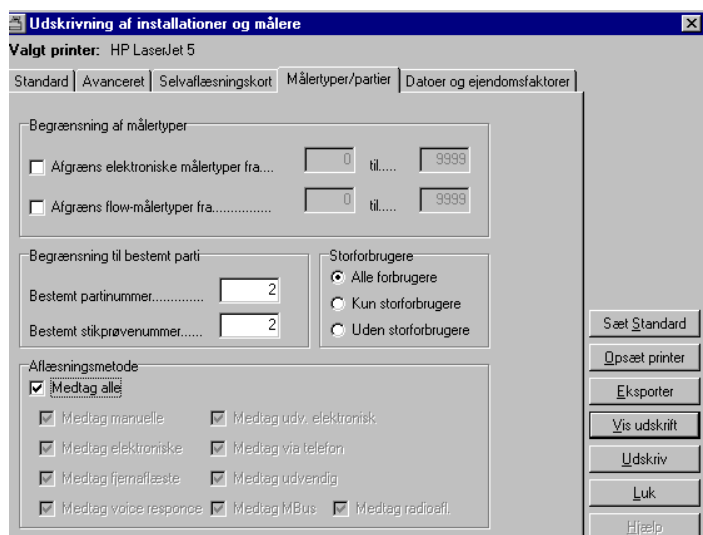 Udskrivning af installationer og målere
Valgt printer: HP LaserJet 5
Standard Avanceret Selvaflæsningskort Målertyper/partier Datoer og ejendomsfaktorer
Begrænsning af målertyper
Afgræns elektroniske målertyper fra.... 0 til..... 9999
Afgræns flow-målertyper fra................ 0 til..... 9999
Begrænsning til bestemt parti
Bestemt partinummer.............. 2
Bestemt stikprøvenummer...... 2
Storforbrugere
Alle forbrugere
Kun storforbrugere
Uden storforbrugere
Aflæsningsmetode
Medtag alle
Medtag manuelle Medtag udv. elektronisk
Medtag elektroniske Medtag via telefon
Medtag fjernaflæste Medtag udvendig
Medtag voice responce Medtag MBus Medtag radioafl.
Sæt Standard
Opsæt printer
Eksporter
Vis udskrift
Udskriv
Luk
Hjælp